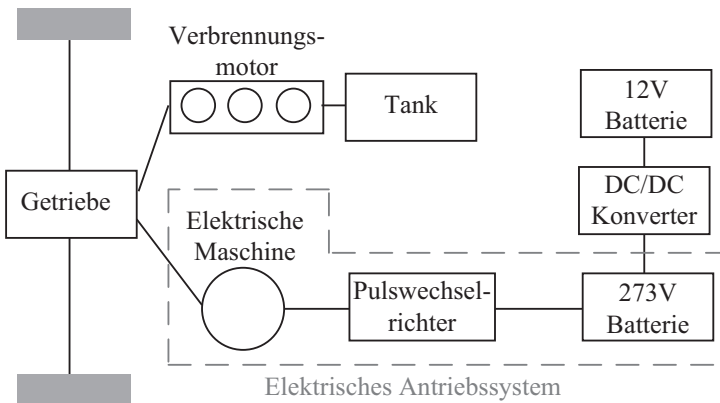 Verbrennungs-
motor
Tank
12V
Batterie
Getriebe
DC/DC
Konverter
Elektrische
Maschine
Pulswechsel-
richter
273V
Batterie
Elektrisches Antriebssystem